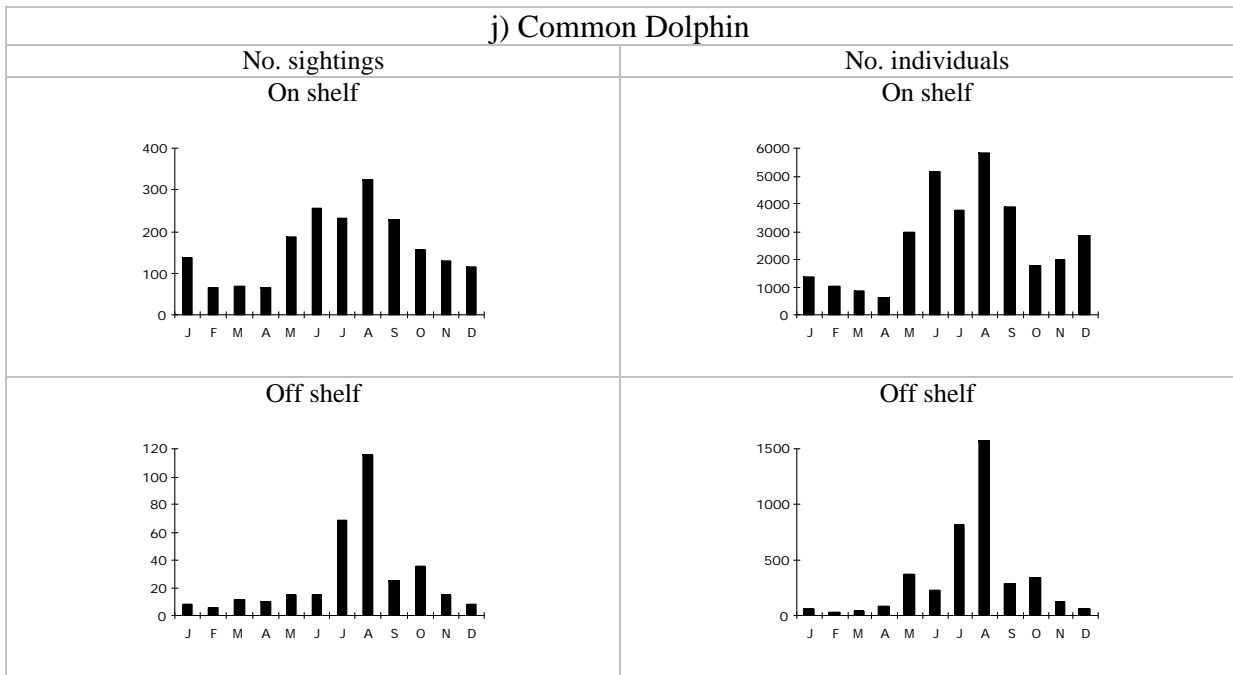 j) Common Dolphin
No. sightings
No. individuals
On shelf
400
300
200
100
0
J F M A M J J A S O N D
On shelf
6000
5000
4000
3000
2000
1000
0
J F M A M J J A S O N D
Off shelf
120
100
80
60
40
20
0
J F M A M J J A S O N D
Off shelf
1500
1000
500
0
J F M A M J J A S O N D